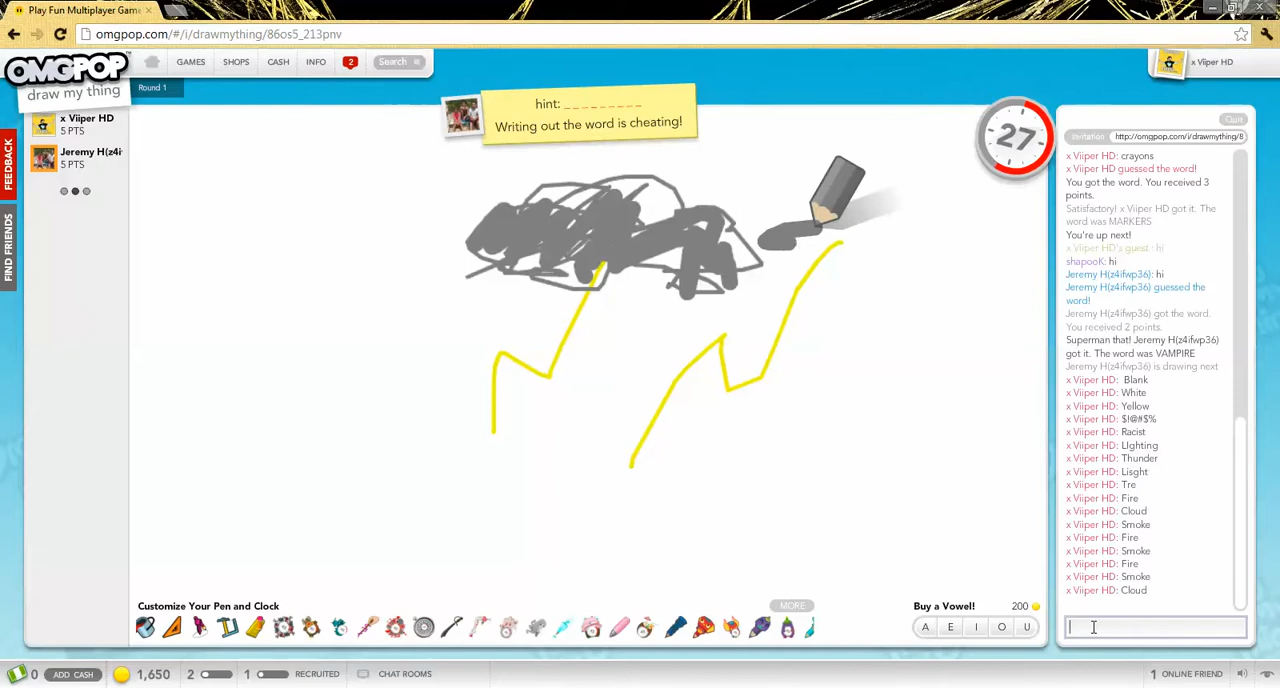 Play Fun Multiplayer Gam
omgpop.com/#/i/drawmything/86os5_213pnv
OMGPOP
draw my thing
GAMES SHOPS CASH INFO 2 Search
x Viiper HD
Round 1
FEEDBACK
FIND FRIENDS
x Viiper HD
5 PTS
Jeremy H(z4i
5 PTS
hint: _ _ _ _ _ _ _ _ _
Writing out the word is cheating!
27
Quit
Invitation http://omgpop.com/i/drawmything/8
x Viiper HD: crayons
x Viiper HD guessed the word!
You got the word. You received 3
points.
Satisfactory! x Viiper HD got it. The
word was MARKERS
You're up next!
x Viiper HD's guest : hi
shapooK: hi
Jeremy H(z4ifwp36): hi
Jeremy H(z4ifwp36) guessed the
word!
Jeremy H(z4ifwp36) got the word.
You received 2 points.
Superman that! Jeremy H(z4ifwp36)
got it. The word was VAMPIRE
Jeremy H(z4ifwp36) is drawing next
x Viiper HD: Blank
x Viiper HD: White
x Viiper HD: Yellow
x Viiper HD: $!@#$%
x Viiper HD: Racist
x Viiper HD: LIghting
x Viiper HD: Thunder
x Viiper HD: Lisght
x Viiper HD: Tre
x Viiper HD: Fire
x Viiper HD: Cloud
x Viiper HD: Smoke
x Viiper HD: Fire
x Viiper HD: Smoke
x Viiper HD: Fire
x Viiper HD: Smoke
x Viiper HD: Cloud
Customize Your Pen and Clock
MORE
Buy a Vowel! 200
A E I O U
0 ADD CASH 1,650 2 1 RECRUITED CHAT ROOMS
1 ONLINE FRIEND